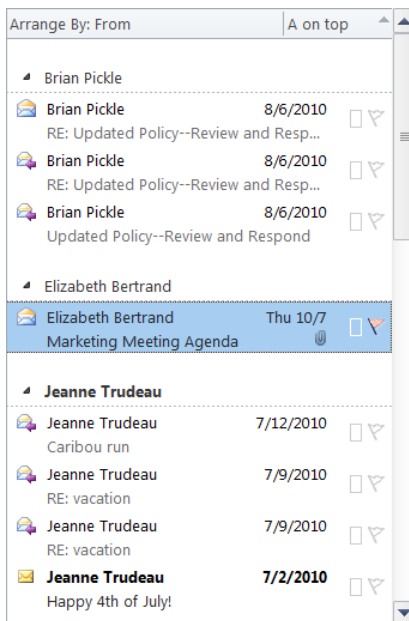 Arrange By: From A on top
Brian Pickle
Brian Pickle 8/6/2010
RE: Updated Policy--Review and Resp...
Brian Pickle 8/6/2010
RE: Updated Policy--Review and Resp...
Brian Pickle 8/6/2010
Updated Policy--Review and Respond
Elizabeth Bertrand
Elizabeth Bertrand Thu 10/7
Marketing Meeting Agenda
Jeanne Trudeau
Jeanne Trudeau 7/12/2010
Caribou run
Jeanne Trudeau 7/9/2010
RE: vacation
Jeanne Trudeau 7/9/2010
RE: vacation
Jeanne Trudeau 7/2/2010
Happy 4th of July!